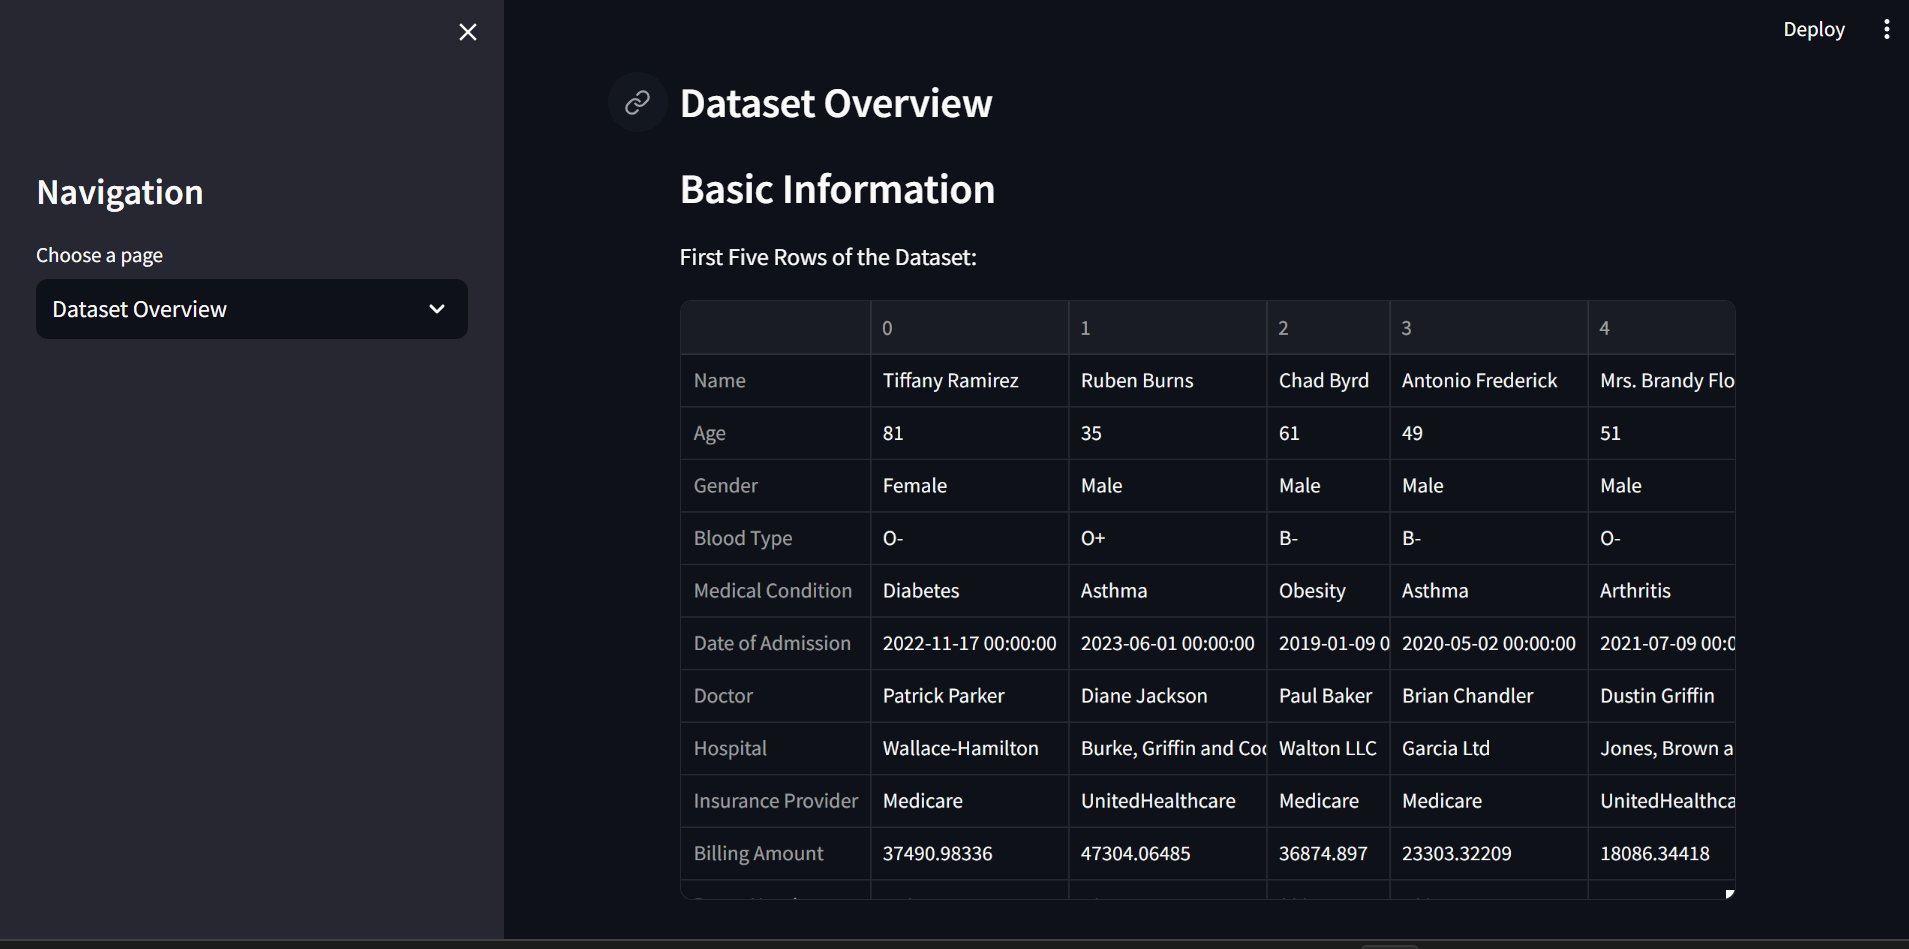 Deploy
Navigation
Choose a page
Dataset Overview
Dataset Overview
Basic Information
First Five Rows of the Dataset:
0 1 2 3 4
Name Tiffany Ramirez Ruben Burns Chad Byrd Antonio Frederick Mrs. Brandy Flo
Age 81 35 61 49 51
Gender Female Male Male Male Male
Blood Type O- O+ B- B- O-
Medical Condition Diabetes Asthma Obesity Asthma Arthritis
Date of Admission 2022-11-17 00:00:00 2023-06-01 00:00:00 2019-01-09 0 2020-05-02 00:00:00 2021-07-09 00:0
Doctor Patrick Parker Diane Jackson Paul Baker Brian Chandler Dustin Griffin
Hospital Wallace-Hamilton Burke, Griffin and Coo Walton LLC Garcia Ltd Jones, Brown a
Insurance Provider Medicare UnitedHealthcare Medicare Medicare UnitedHealthca
Billing Amount 37490.98336 47304.06485 36874.897 23303.32209 18086.34418